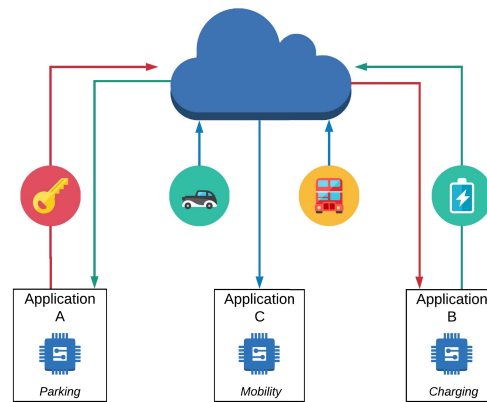 Application
A
Parking
Application
C
Mobility
Application
B
Charging